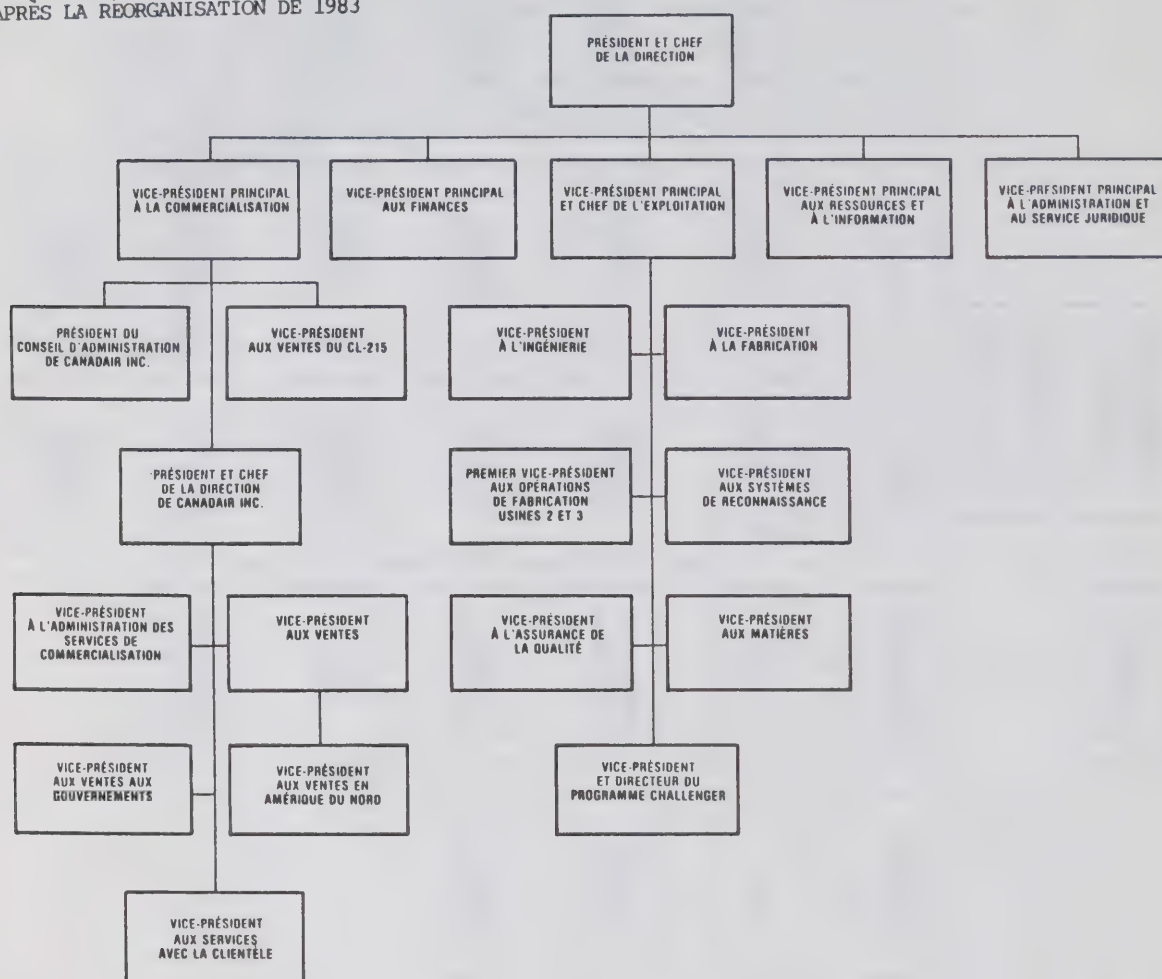 APRÈS LA REORGANISATION DE 1983
PRÉSIDENT ET CHEF
DE LA DIRECTION
VICE-PRÉSIDENT PRINCIPAL
À LA COMMERCIALISATION
VICE-PRÉSIDENT PRINCIPAL
AUX FINANCES
VICE-PRÉSIDENT PRINCIPAL
ET CHEF DE L'EXPLOITATION
VICE-PRÉSIDENT PRINCIPAL
AUX RESSOURCES ET
À L'INFORMATION
VICE-PRÉSIDENT PRINCIPAL
À L'ADMINISTRATION ET
AU SERVICE JURIDIQUE
PRÉSIDENT DU
CONSEIL D'ADMINISTRATION
DE CANADAIR INC.
VICE-PRÉSIDENT
AUX VENTES DU CL-215
VICE-PRÉSIDENT
À L'INGÉNIERIE
VICE-PRÉSIDENT
À LA FABRICATION
PRÉSIDENT ET CHEF
DE LA DIRECTION
DE CANADAIR INC.
PREMIER VICE-PRÉSIDENT
AUX OPÉRATIONS
DE FABRICATION
USINES 2 ET 3
VICE-PRÉSIDENT
AUX SYSTÈMES
DE RECONNAISSANCE
VICE-PRÉSIDENT
À L'ADMINISTRATION DES
SERVICES DE
COMMERCIALISATION
VICE-PRÉSIDENT
AUX VENTES
VICE-PRÉSIDENT
À L'ASSURANCE DE
LA QUALITÉ
VICE-PRÉSIDENT
AUX MATIÈRES
VICE-PRÉSIDENT
AUX VENTES AUX
GOUVERNEMENTS
VICE-PRÉSIDENT
AUX VENTES EN
AMÉRIQUE DU NORD
VICE-PRÉSIDENT
ET DIRECTEUR DU
PROGRAMME CHALLENGER
VICE-PRÉSIDENT
AUX SERVICES
AVEC LA CLIENTÈLE